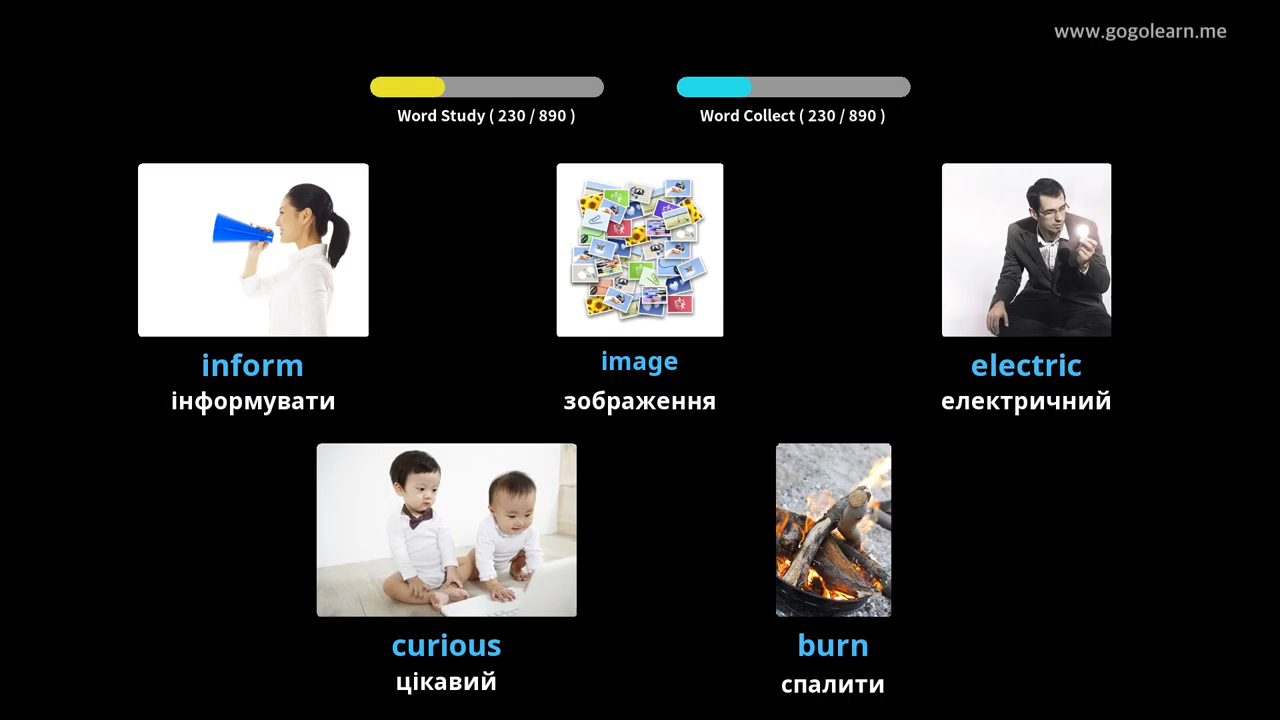 www.gogolearn.me
Word Study ( 230 / 890 )
Word Collect ( 230 / 890 )
inform
інформувати
image
зображення
electric
електричний
curious
цікавий
burn
спалити